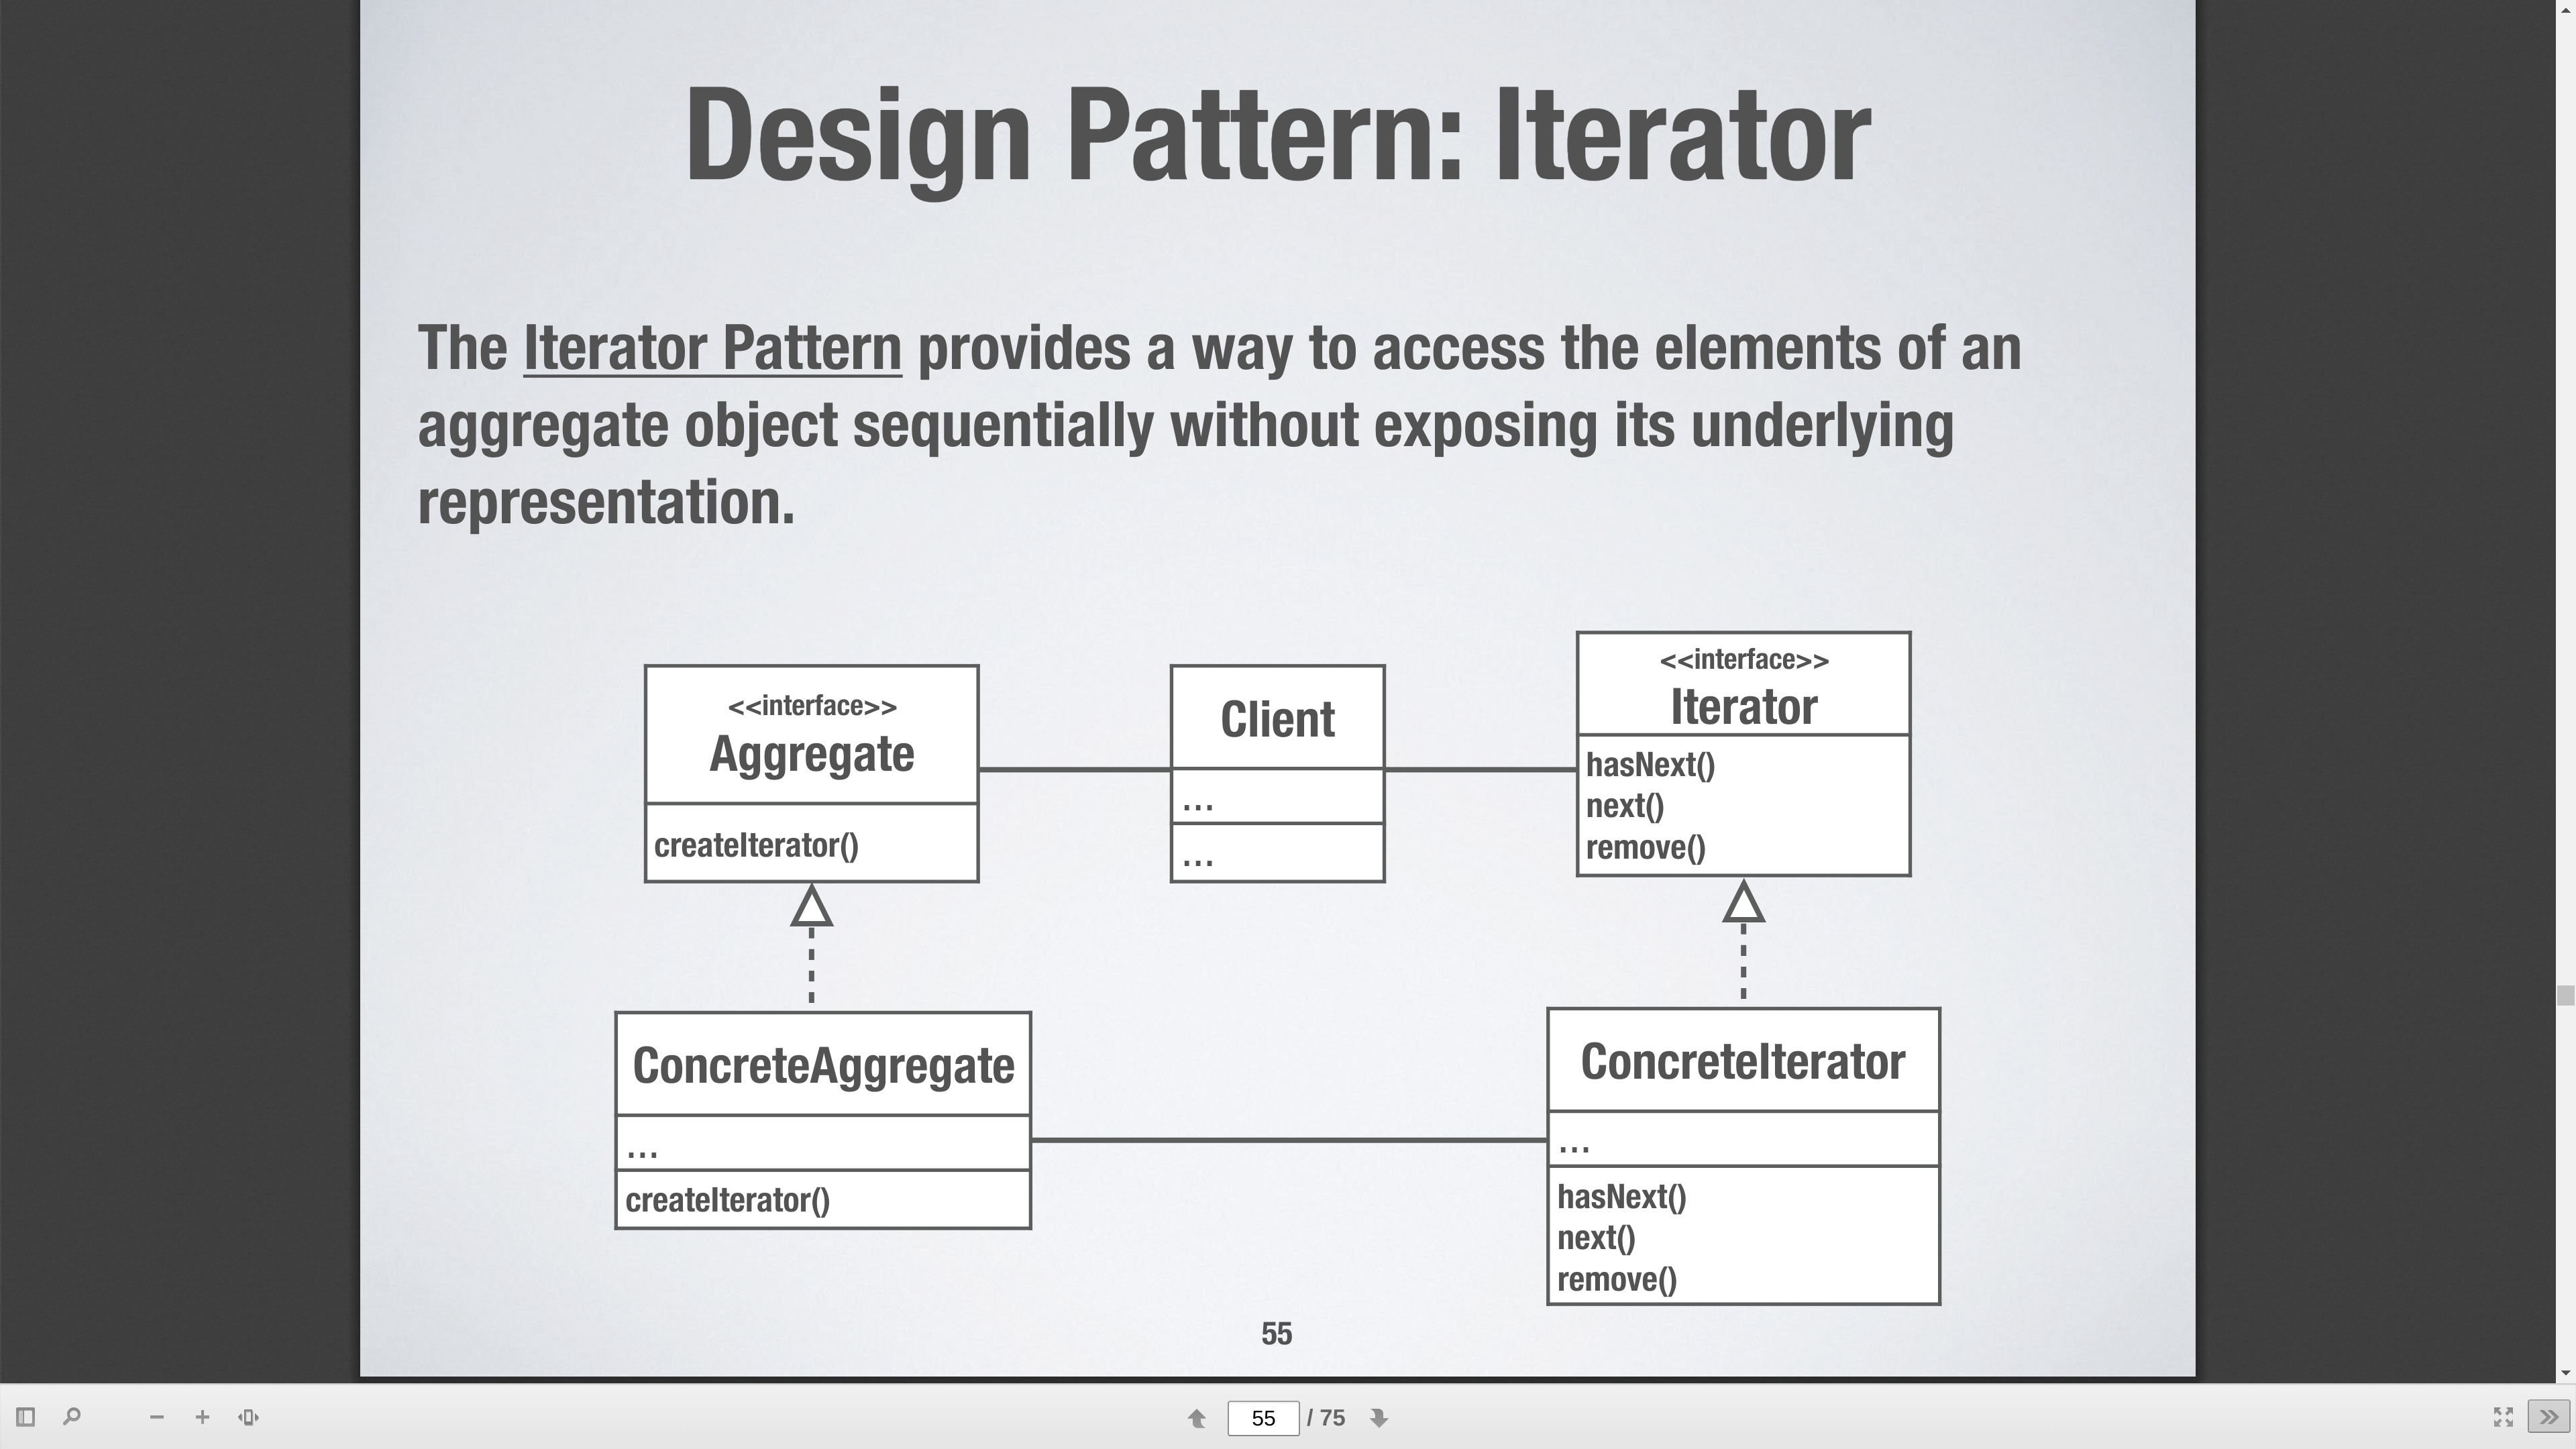 Design Pattern: Iterator
The Iterator Pattern provides a way to access the elements of an
aggregate object sequentially without exposing its underlying
representation.
<<interface>>
Aggregate
createIterator()
Client
...
...
<<interface>>
Iterator
hasNext()
next()
remove()
ConcreteAggregate
...
createIterator()
ConcreteIterator
...
hasNext()
next()
remove()
55
55 / 75